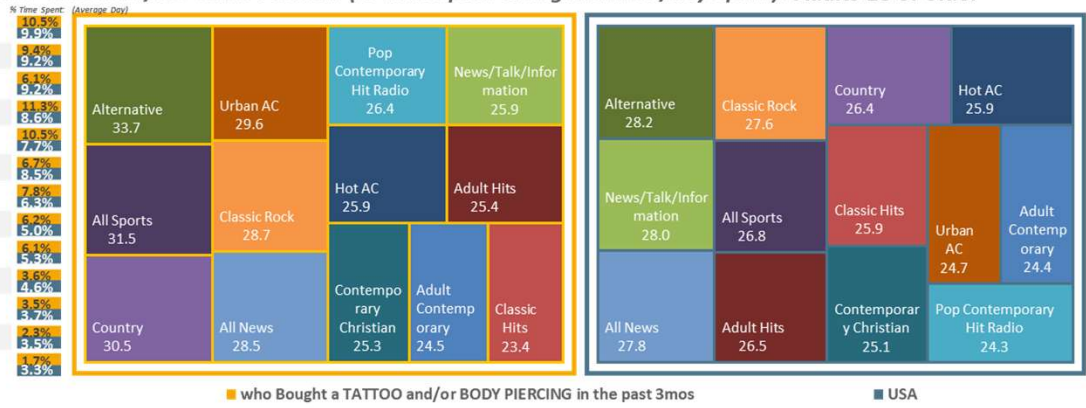 % Time Spent: (Average Day)
10.5%
9.9%
9.4%
9.2%
6.1%
9.2%
11.3%
8.6%
10.5%
7.7%
6.7%
8.5%
7.8%
6.3%
6.2%
5.0%
6.1%
5.3%
3.6%
4.6%
3.5%
3.7%
2.3%
3.5%
1.7%
3.3%
Alternative
33.7
Urban AC
29.6
Pop
Contemporary
Hit Radio
26.4
News/Talk/Infor
mation
25.9
All Sports
31.5
Classic Rock
28.7
Hot AC
25.9
Adult Hits
25.4
Country
30.5
All News
28.5
Contempo
rary
Christian
25.3
Adult
Contemp
orary
24.5
Classic
Hits
23.4
Alternative
28.2
Classic Rock
27.6
Country
26.4
Hot AC
25.9
News/Talk/Infor
mation
28.0
All Sports
26.8
Classic Hits
25.9
Urban
AC
24.7
Adult
Contemp
orary
24.4
All News
27.8
Adult Hits
26.5
Contemporar
y Christian
25.1
Pop Contemporary
Hit Radio
24.3
who Bought a TATTOO and/or BODY PIERCING in the past 3mos
USA